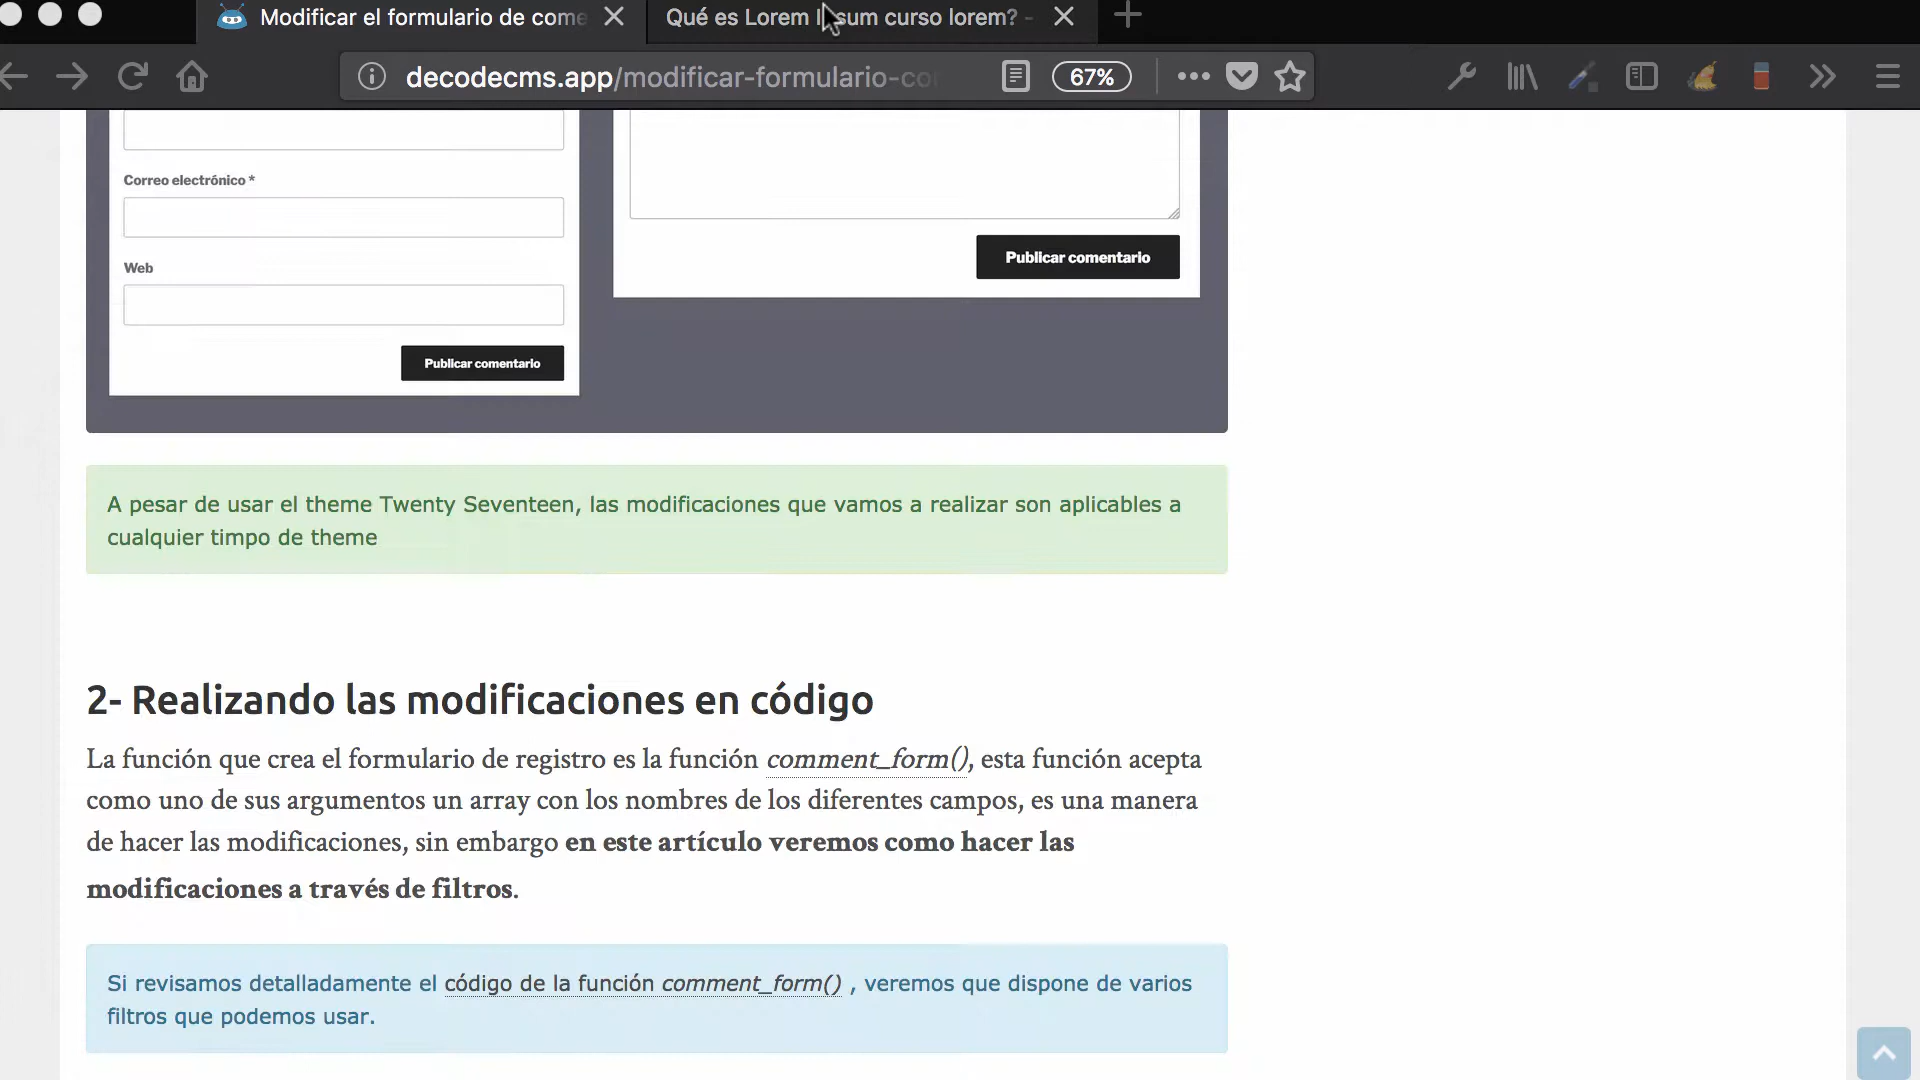 Modificar el formulario de come
Qué es Lorem Ipsum curso lorem? -
decodecms.app/modificar-formulario-co
67%
Correo electrónico *
Web
Publicar comentario
Publicar comentario
A pesar de usar el theme Twenty Seventeen, las modificaciones que vamos a realizar son aplicables a
cualquier timpo de theme
2- Realizando las modificaciones en código
La función que crea el formulario de registro es la función comment_form(), esta función acepta
como uno de sus argumentos un array con los nombres de los diferentes campos, es una manera
de hacer las modificaciones, sin embargo en este artículo veremos como hacer las
modificaciones a través de filtros.
Si revisamos detalladamente el código de la función comment_form() , veremos que dispone de varios
filtros que podemos usar.